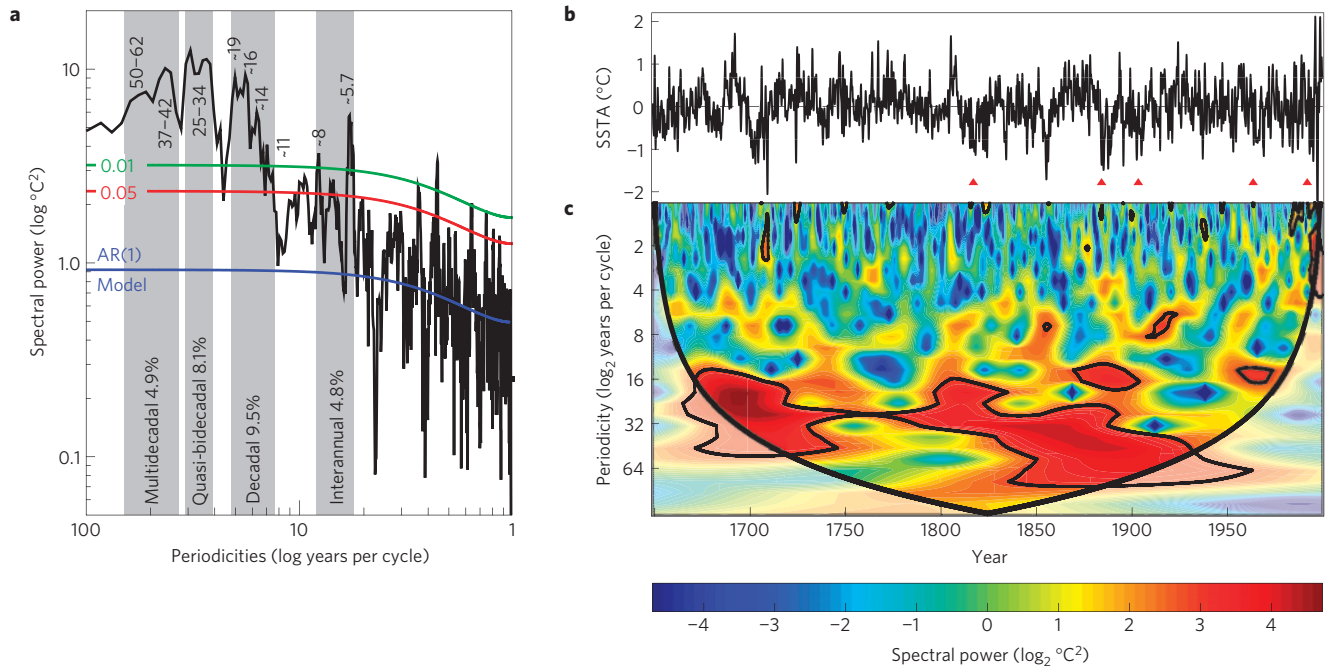 a
Spectral power (log °C²)
10
1.0
0.1
50–62
37–42
25–34
~19
~16
~14
~11
~8
~5.7
0.01
0.05
AR(1)
Model
Multidecadal 4.9%
Quasi-bidecadal 8.1%
Decadal 9.5%
Interannual 4.8%
100
10
1
Periodicities (log years per cycle)
b
SSTA (°C)
2
1
0
−1
−2
c
Periodicity (log₂ years per cycle)
2
4
8
16
32
64
1700
1750
1800
1850
1900
1950
Year
−4
−3
−2
−1
0
1
2
3
4
Spectral power (log₂ °C²)